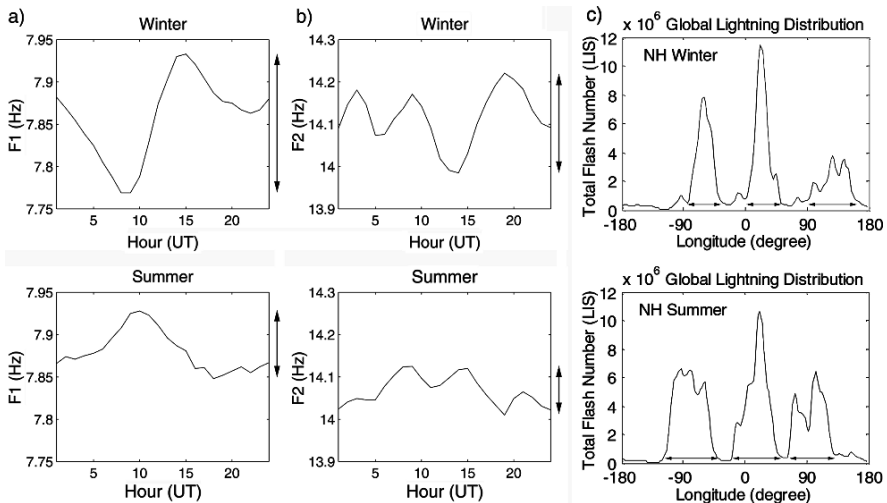 a)
Winter
7.95
7.9
7.85
7.8
7.75
F1 (Hz)
5 10 15 20
Hour (UT)
b)
Winter
14.3
14.2
14.1
14
13.9
F2 (Hz)
5 10 15 20
Hour (UT)
c)
x 10⁶ Global Lightning Distribution
NH Winter
12
10
8
6
4
2
0
Total Flash Number (LIS)
-180 -90 0 90 180
Longitude (degree)
Summer
7.95
7.9
7.85
7.8
7.75
F1 (Hz)
5 10 15 20
Hour (UT)
Summer
14.3
14.2
14.1
14
13.9
F2 (Hz)
5 10 15 20
Hour (UT)
x 10⁶ Global Lightning Distribution
NH Summer
12
10
8
6
4
2
0
Total Flash Number (LIS)
-180 -90 0 90 180
Longitude (degree)